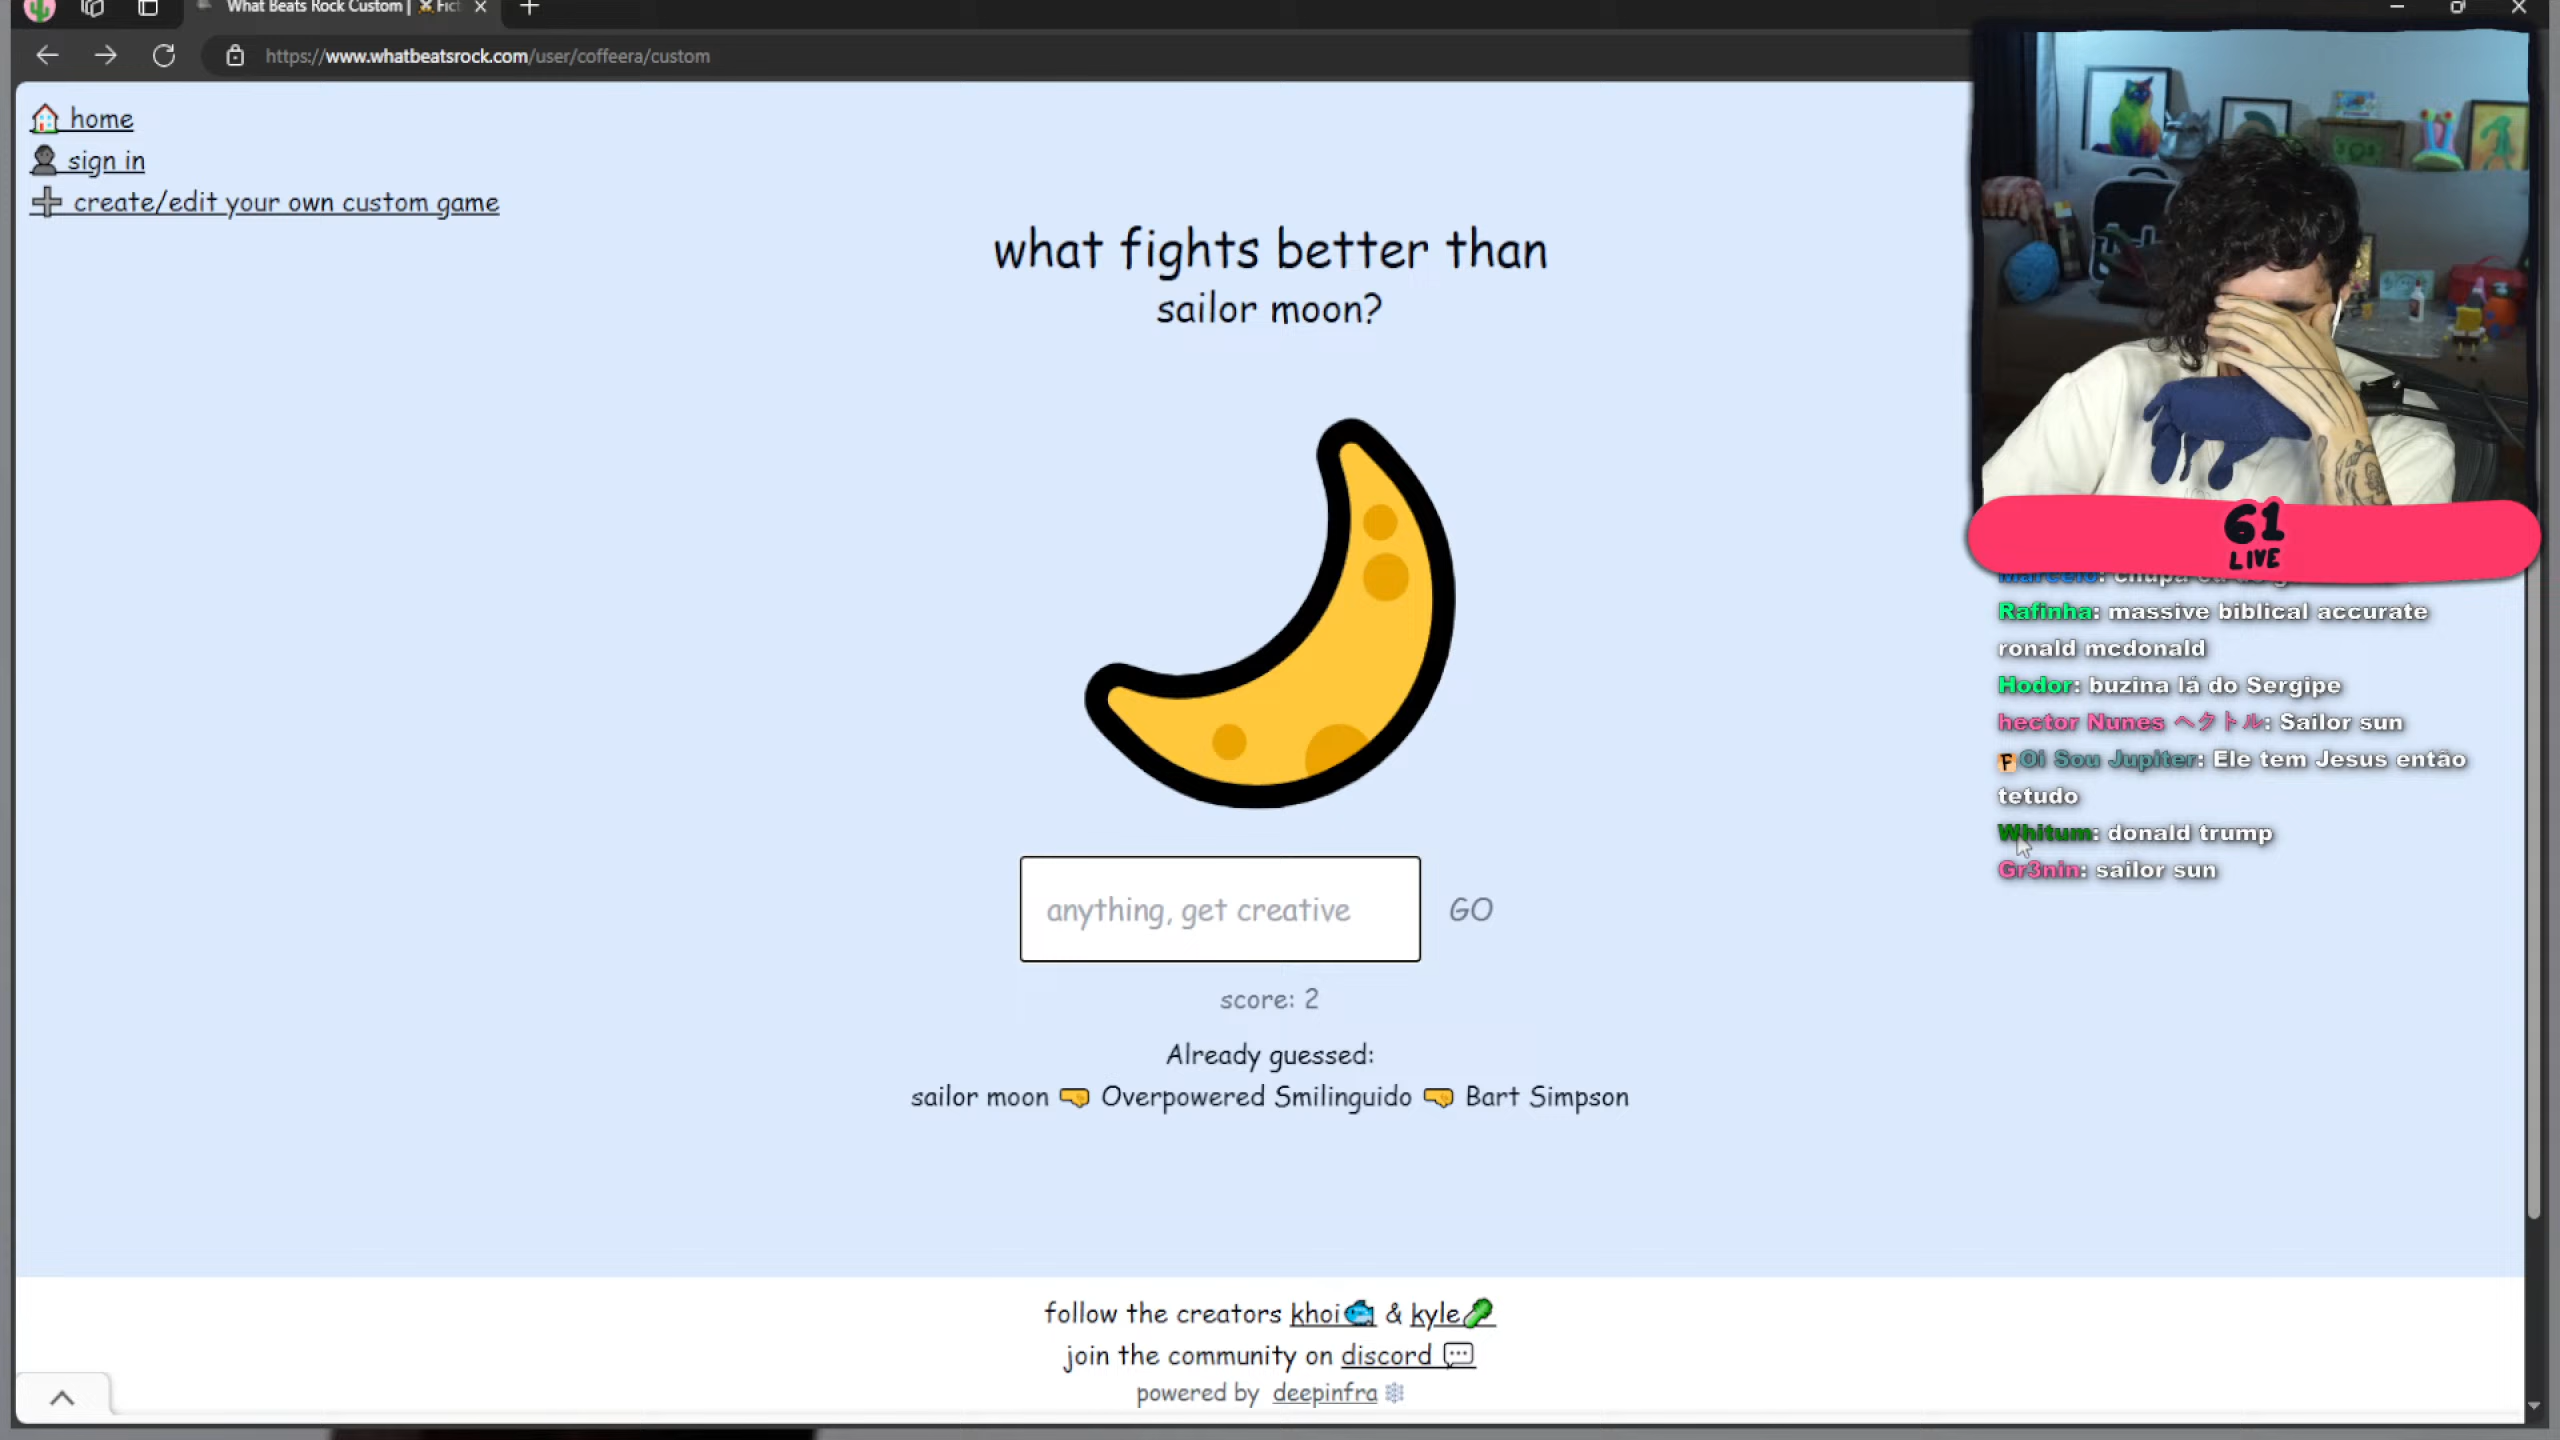 What Beats Rock Custom |
https://www.whatbeatsrock.com/user/coffeera/custom
home
sign in
create/edit your own custom game
what fights better than
sailor moon?
anything, get creative
GO
score: 2
Already guessed:
sailor moon 🤜 Overpowered Smilinguido 🤜 Bart Simpson
follow the creators khoi & kyle
join the community on discord
powered by deepinfra
61
LIVE
Rafinha: massive biblical accurate
ronald mcdonald
Hodor: buzina lá do Sergipe
hector Nunes ヘクトル: Sailor sun
Oi Sou Jupiter: Ele tem Jesus então
tetudo
Whitum: donald trump
Gr3nin: sailor sun